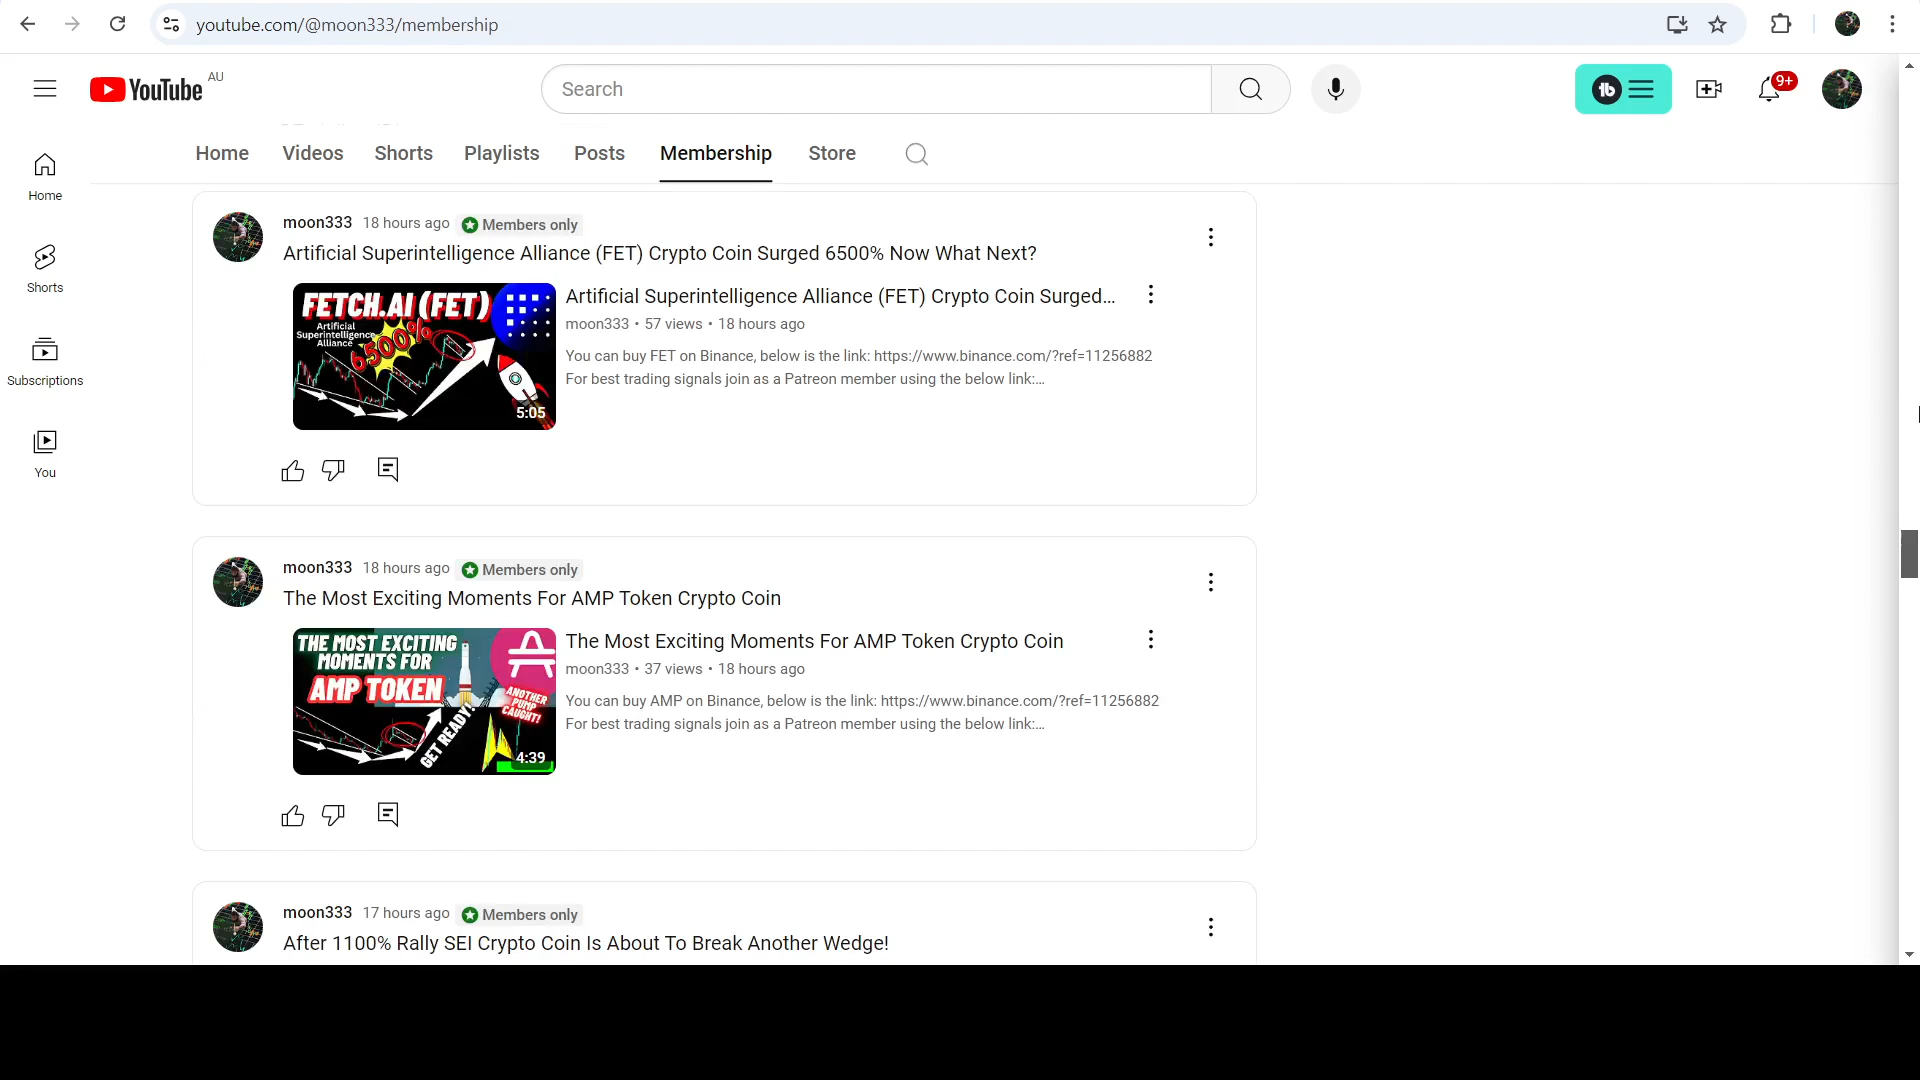 youtube.com/@moon333/membership
YouTube AU
Search
9+
Home
Videos
Shorts
Playlists
Posts
Membership
Store
Home
Shorts
Subscriptions
You
moon333 18 hours ago Members only
Artificial Superintelligence Alliance (FET) Crypto Coin Surged 6500% Now What Next?
FETCH.AI (FET)
Artificial
Superintelligence
Alliance
6500%
5:05
Artificial Superintelligence Alliance (FET) Crypto Coin Surged...
moon333 • 57 views • 18 hours ago
You can buy FET on Binance, below is the link: https://www.binance.com/?ref=11256882
For best trading signals join as a Patreon member using the below link:...
moon333 18 hours ago Members only
The Most Exciting Moments For AMP Token Crypto Coin
THE MOST EXCITING
MOMENTS FOR
AMP TOKEN
GET READY!
ANOTHER
PUMP
CAUGHT!
4:39
The Most Exciting Moments For AMP Token Crypto Coin
moon333 • 37 views • 18 hours ago
You can buy AMP on Binance, below is the link: https://www.binance.com/?ref=11256882
For best trading signals join as a Patreon member using the below link:...
moon333 17 hours ago Members only
After 1100% Rally SEI Crypto Coin Is About To Break Another Wedge!